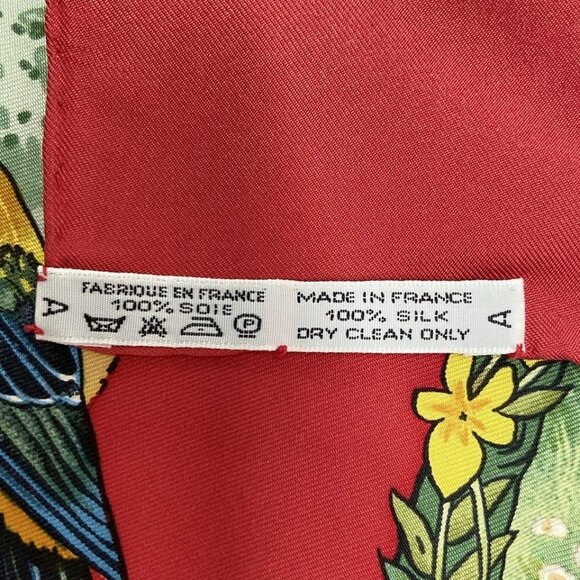 A
FABRIQUE EN FRANCE
100% SOIE
P
MADE IN FRANCE
100% SILK
DRY CLEAN ONLY
A